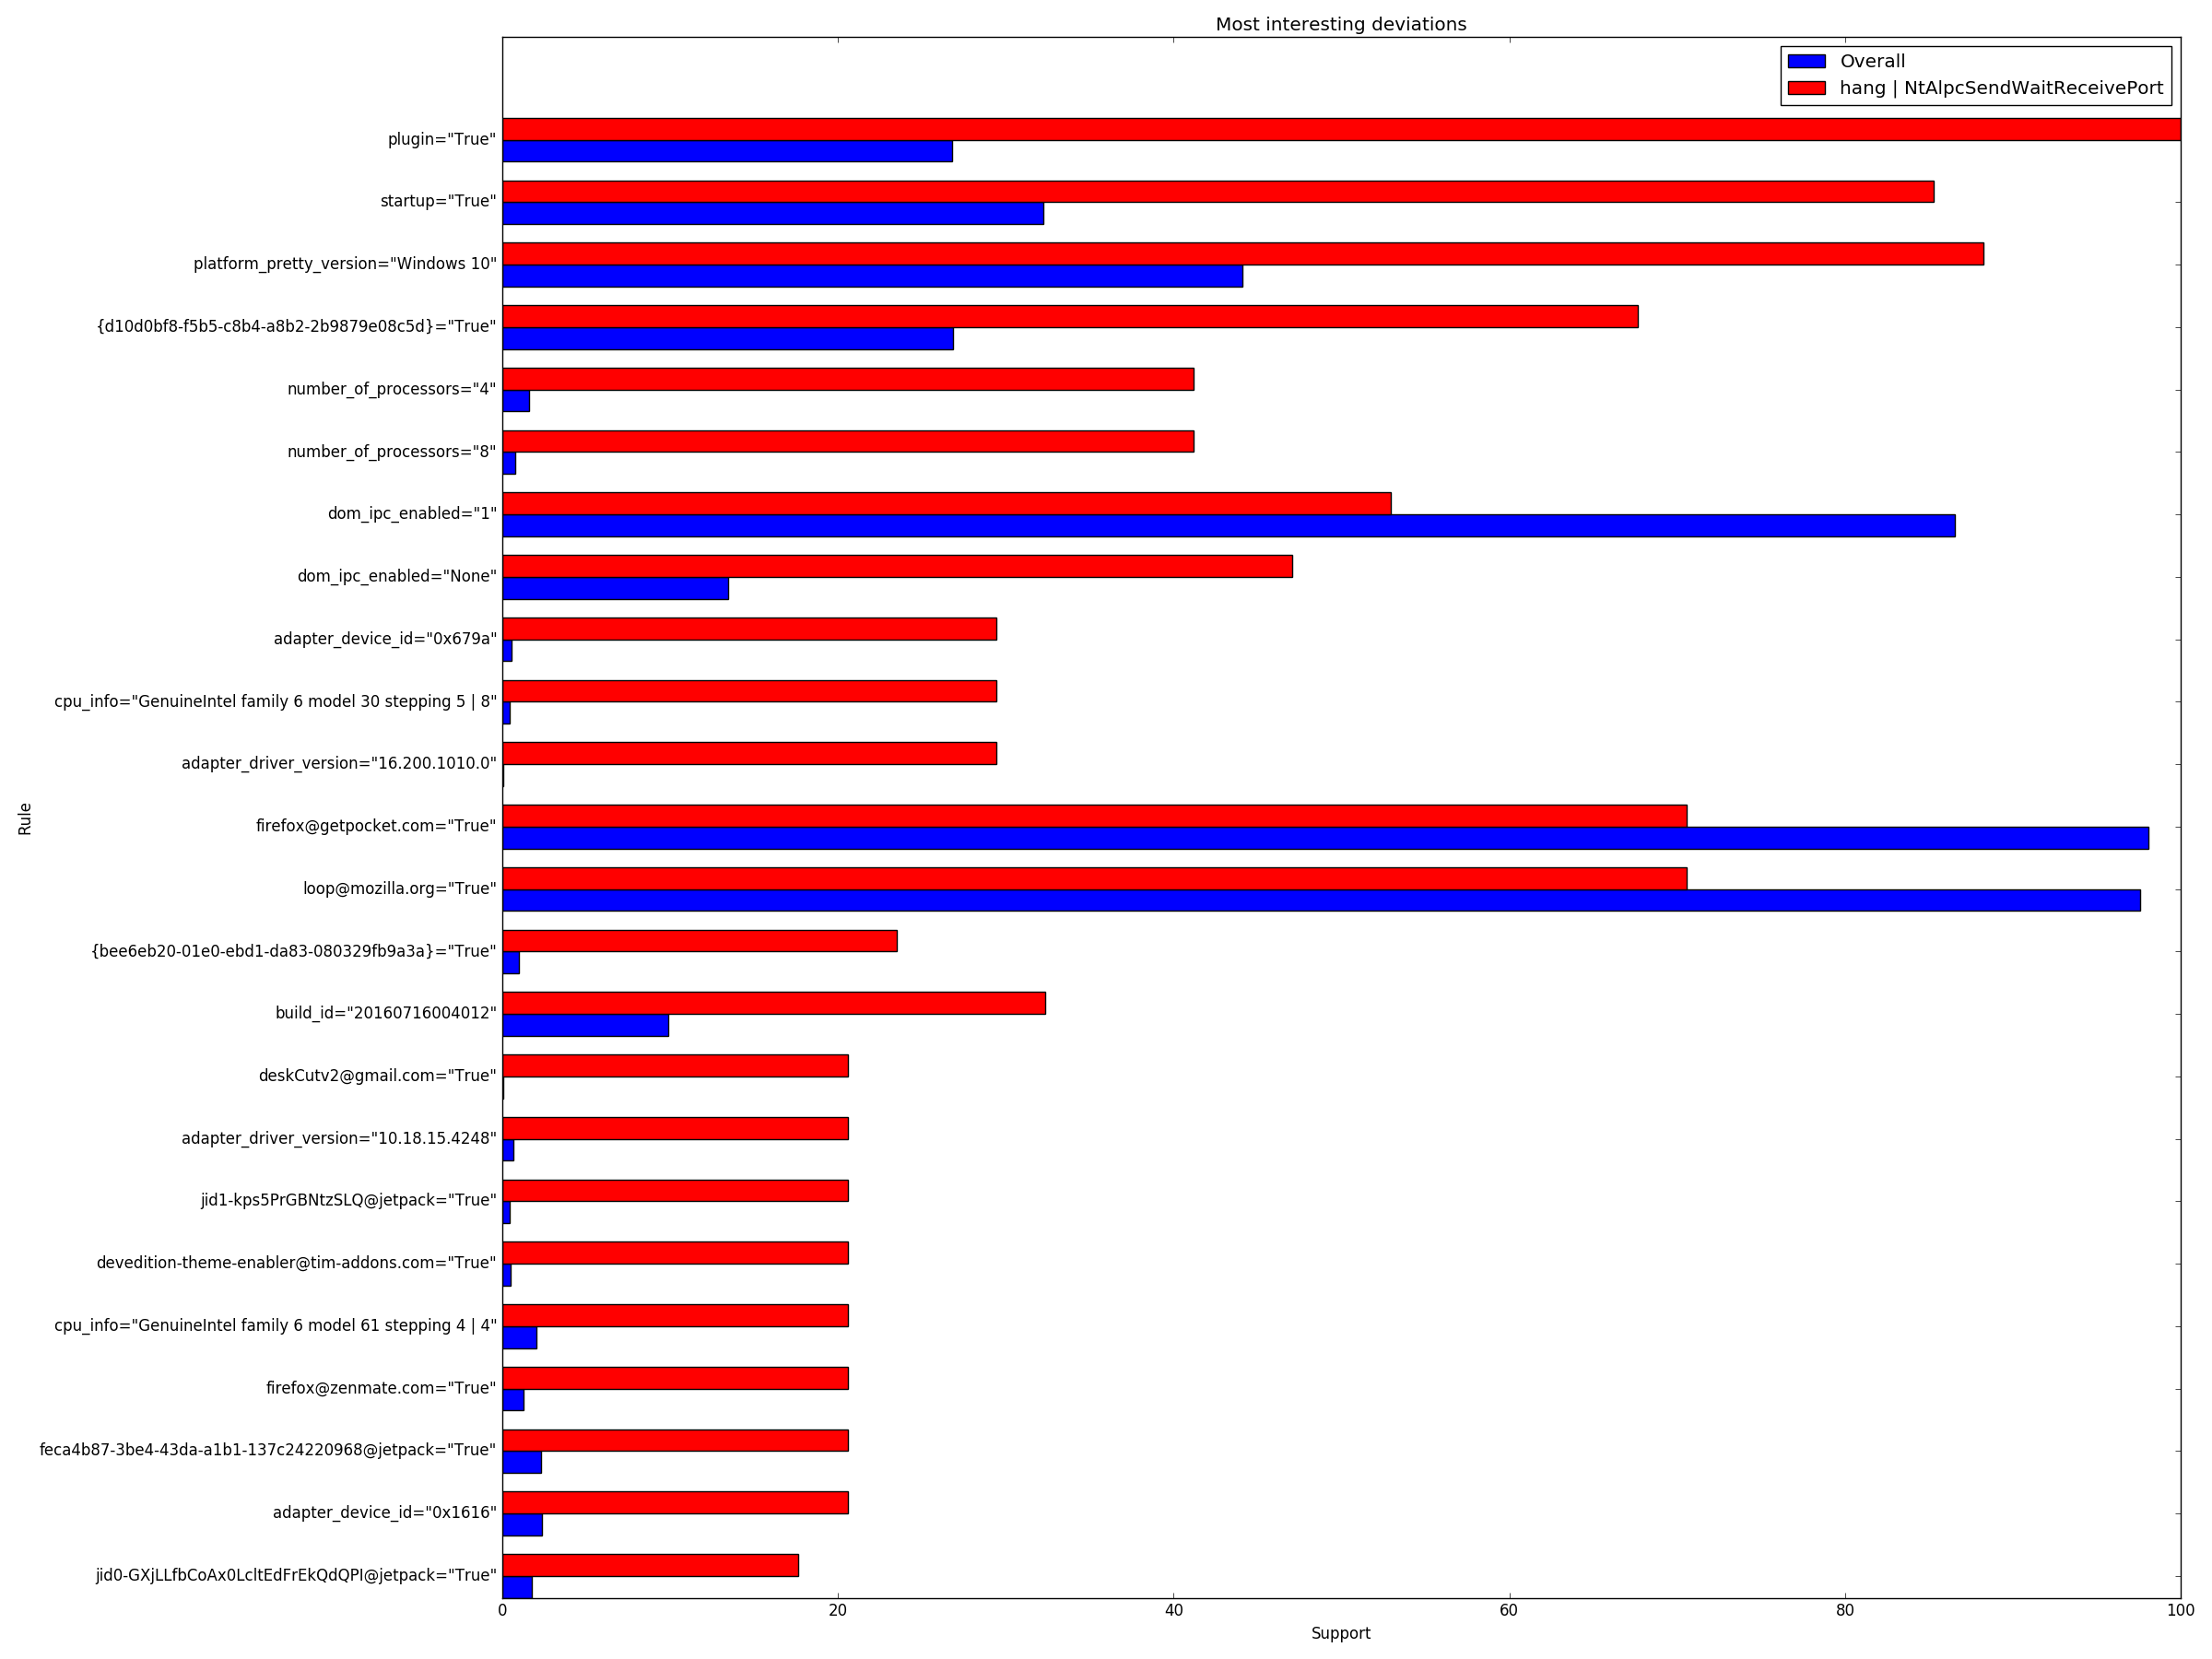 Most interesting deviations
Overall
hang | NtAlpcSendWaitReceivePort
plugin="True"
startup="True"
platform_pretty_version="Windows 10"
{d10d0bf8-f5b5-c8b4-a8b2-2b9879e08c5d}="True"
number_of_processors="4"
number_of_processors="8"
dom_ipc_enabled="1"
dom_ipc_enabled="None"
adapter_device_id="0x679a"
cpu_info="GenuineIntel family 6 model 30 stepping 5 | 8"
adapter_driver_version="16.200.1010.0"
Rule
firefox@getpocket.com="True"
loop@mozilla.org="True"
{bee6eb20-01e0-ebd1-da83-080329fb9a3a}="True"
build_id="20160716004012"
deskCutv2@gmail.com="True"
adapter_driver_version="10.18.15.4248"
jid1-kps5PrGBNtzSLQ@jetpack="True"
devedition-theme-enabler@tim-addons.com="True"
cpu_info="GenuineIntel family 6 model 61 stepping 4 | 4"
firefox@zenmate.com="True"
feca4b87-3be4-43da-a1b1-137c24220968@jetpack="True"
adapter_device_id="0x1616"
jid0-GXjLLfbCoAx0LcltEdFrEkQdQPI@jetpack="True"
0 20 40 60 80 100
Support